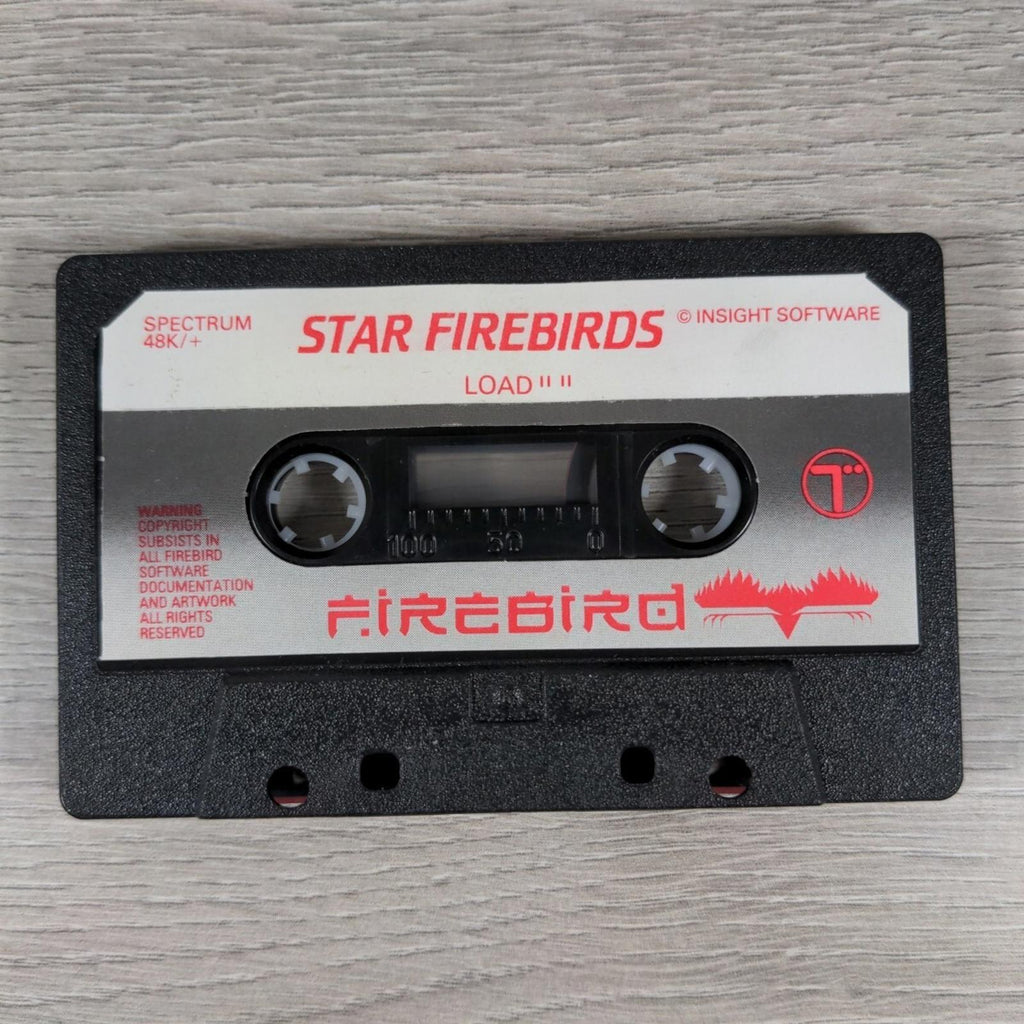 SPECTRUM
48K/+
STAR FIREBIRDS
© INSIGHT SOFTWARE
LOAD " "
T
100 50 0
WARNING
COPYRIGHT
SUBSISTS IN
ALL FIREBIRD
SOFTWARE
DOCUMENTATION
AND ARTWORK
ALL RIGHTS
RESERVED
FIREBIRD